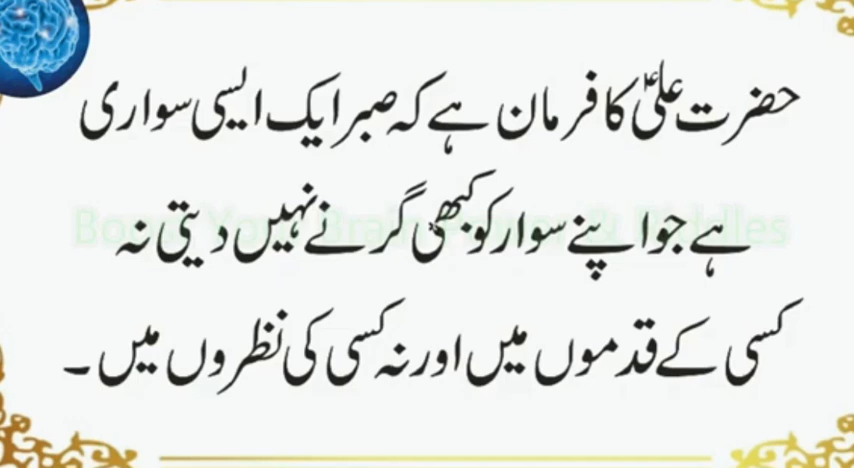 حضرت علیؑ کا فرمان ہے کہ صبر ایک ایسی سواری
ہے جو اپنے سوار کو کبھی گرنے نہیں دیتی نہ
کسی کے قدموں میں اور نہ کسی کی نظروں میں ۔